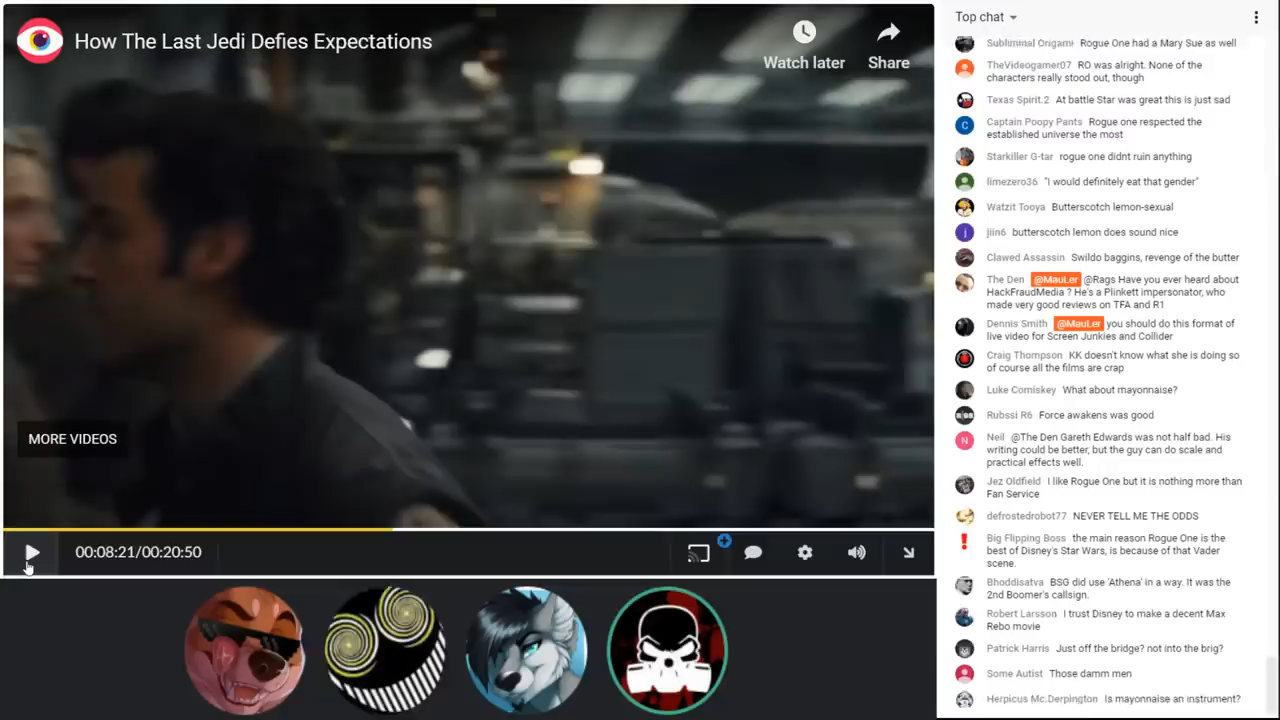 How The Last Jedi Defies Expectations
Watch later
Share
MORE VIDEOS
00:08:21/00:20:50
Top chat
Subliminal Origami Rogue One had a Mary Sue as well
TheVideogamer07 RO was alright. None of the
characters really stood out, though
Texas Spirit.2 At battle Star was great this is just sad
C
Captain Poopy Pants Rogue one respected the
established universe the most
Starkiller G-tar rogue one didnt ruin anything
limezero36 "I would definitely eat that gender"
Watzit Tooya Butterscotch lemon-sexual
j
jiin6 butterscotch lemon does sound nice
Clawed Assassin Swildo baggins, revenge of the butter
The Den @MauLer @Rags Have you ever heard about
HackFraudMedia ? He's a Plinkett impersonator, who
made very good reviews on TFA and R1
Dennis Smith @MauLer you should do this format of
live video for Screen Junkies and Collider
Craig Thompson KK doesn't know what she is doing so
of course all the films are crap
Luke Comiskey What about mayonnaise?
Rubssi R6 Force awakens was good
N
Neil @The Den Gareth Edwards was not half bad. His
writing could be better, but the guy can do scale and
practical effects well.
Jez Oldfield I like Rogue One but it is nothing more than
Fan Service
defrostedrobot77 NEVER TELL ME THE ODDS
Big Flipping Boss the main reason Rogue One is the
best of Disney's Star Wars, is because of that Vader
scene.
Bhoddisatva BSG did use 'Athena' in a way. It was the
2nd Boomer's callsign.
Robert Larsson I trust Disney to make a decent Max
Rebo movie
Patrick Harris Just off the bridge? not into the brig?
Some Autist Those damm men
Herpicus Mc.Derpington Is mayonnaise an instrument?